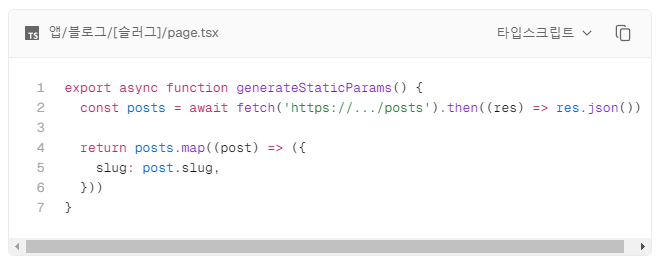 TS 앱/블로그/[슬러그]/page.tsx 타입스크립트
1 export async function generateStaticParams() {
2   const posts = await fetch('https://.../posts').then((res) => res.json())
3
4   return posts.map((post) => ({
5     slug: post.slug,
6   }))
7 }